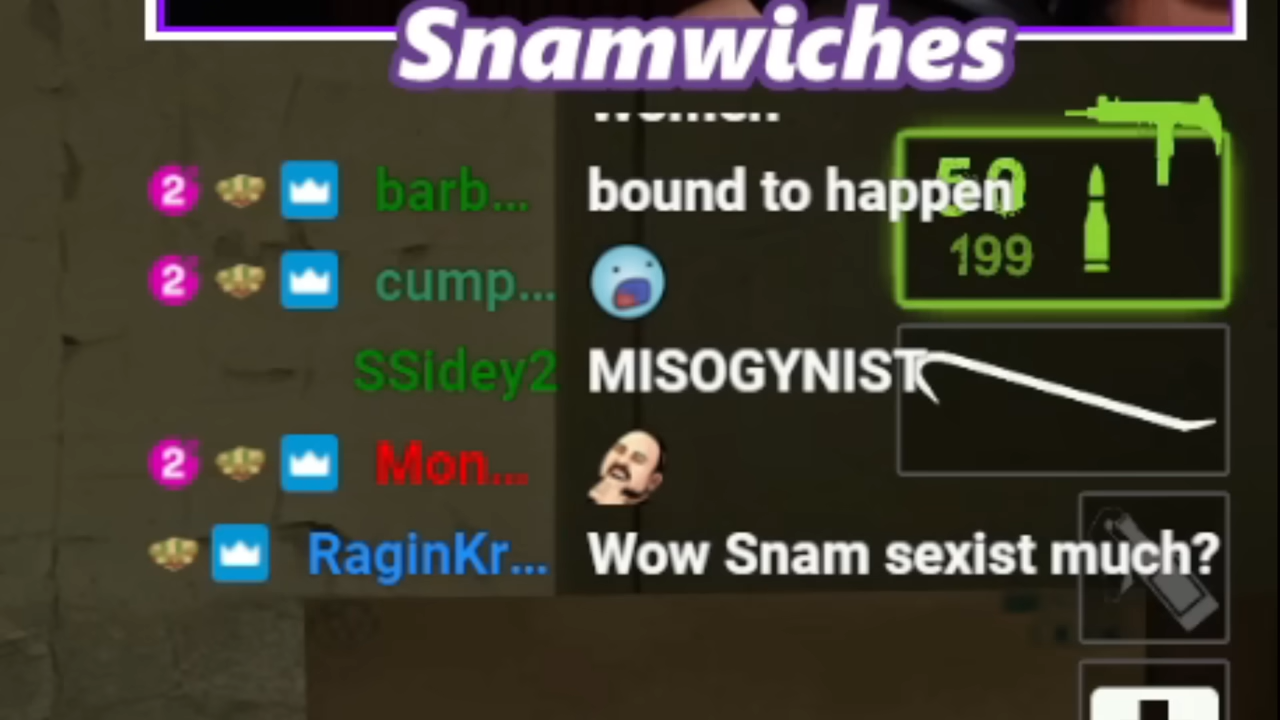 Snamwiches
women
2 barb... bound to happen
50
199
2 cump...
SSidey2 MISOGYNIST
2 Mon...
RaginKr... Wow Snam sexist much?